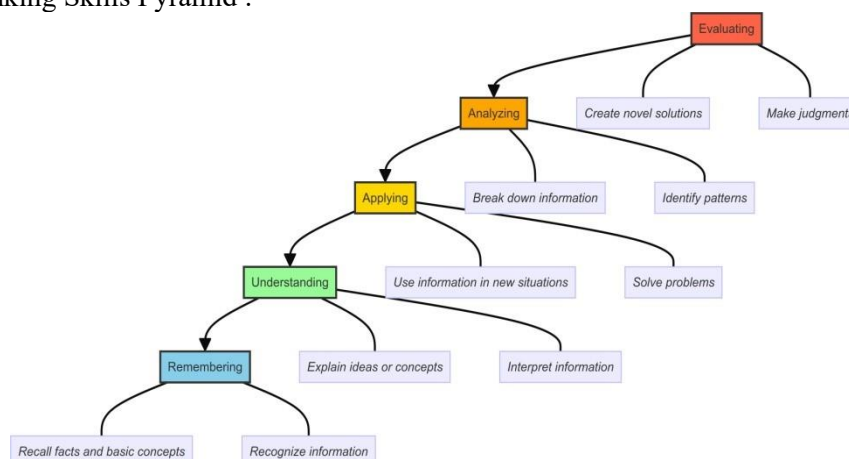 Skills Pyramid :
Evaluating
Create novel solutions
Make judgments
Analyzing
Break down information
Identify patterns
Applying
Use information in new situations
Solve problems
Understanding
Explain ideas or concepts
Interpret information
Remembering
Recall facts and basic concepts
Recognize information